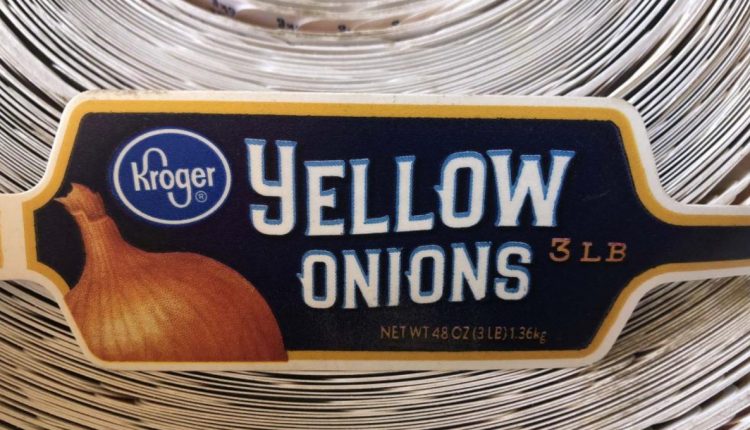 Kroger®
YELLOW
ONIONS 3 LB
NET WT 48 OZ (3 LB) 1.36kg